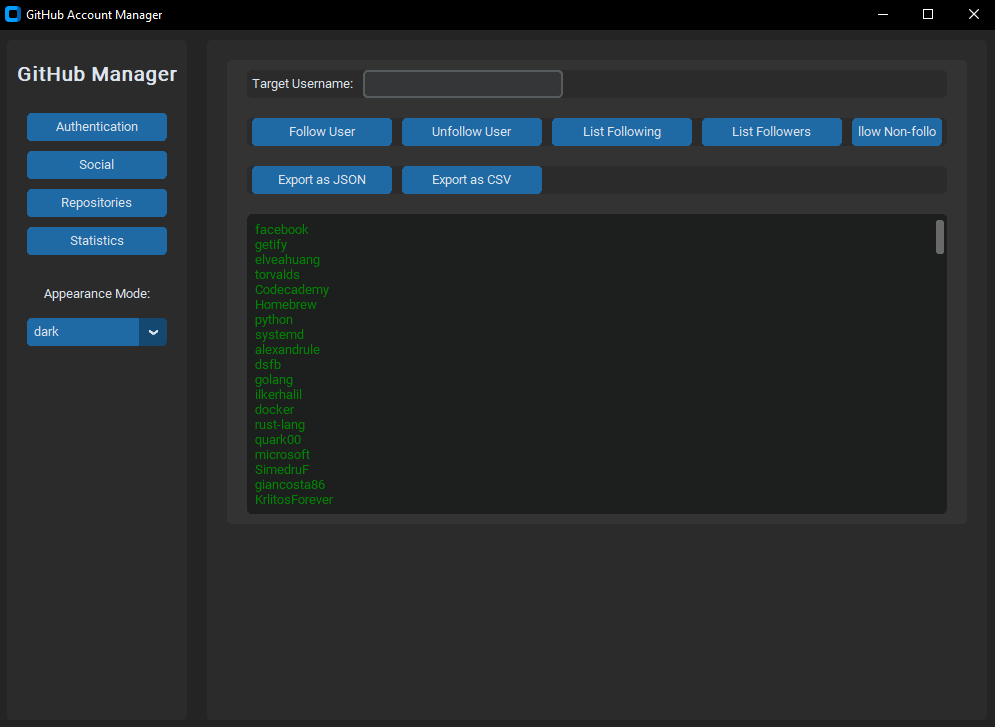 GitHub Account Manager
GitHub Manager
Authentication
Social
Repositories
Statistics
Appearance Mode:
dark
Target Username:
Follow User Unfollow User List Following List Followers llow Non-follo
Export as JSON Export as CSV
facebook
getify
elveahuang
torvalds
Codecademy
Homebrew
python
systemd
alexandrule
dsfb
golang
ilkerhalil
docker
rust-lang
quark00
microsoft
SimedruF
giancosta86
KrlitosForever